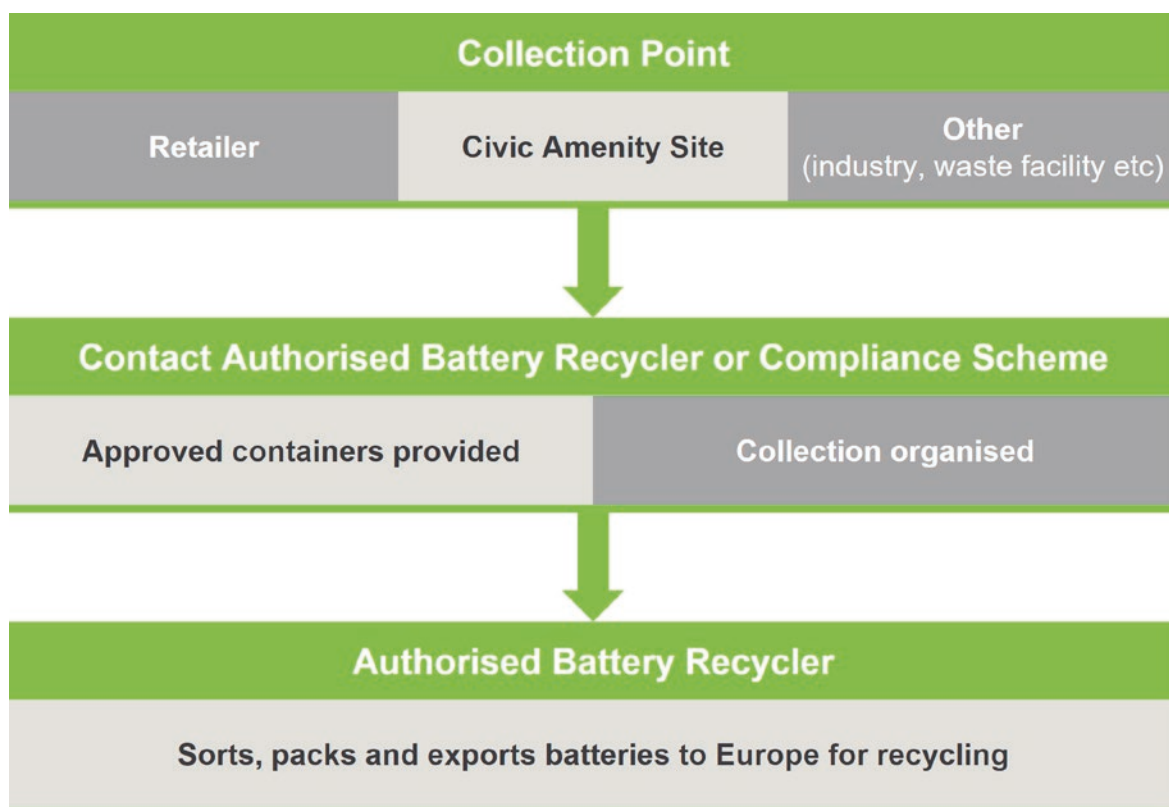 Collection Point
Retailer
Civic Amenity Site
Other
(industry, waste facility etc)
Contact Authorised Battery Recycler or Compliance Scheme
Approved containers provided
Collection organised
Authorised Battery Recycler
Sorts, packs and exports batteries to Europe for recycling